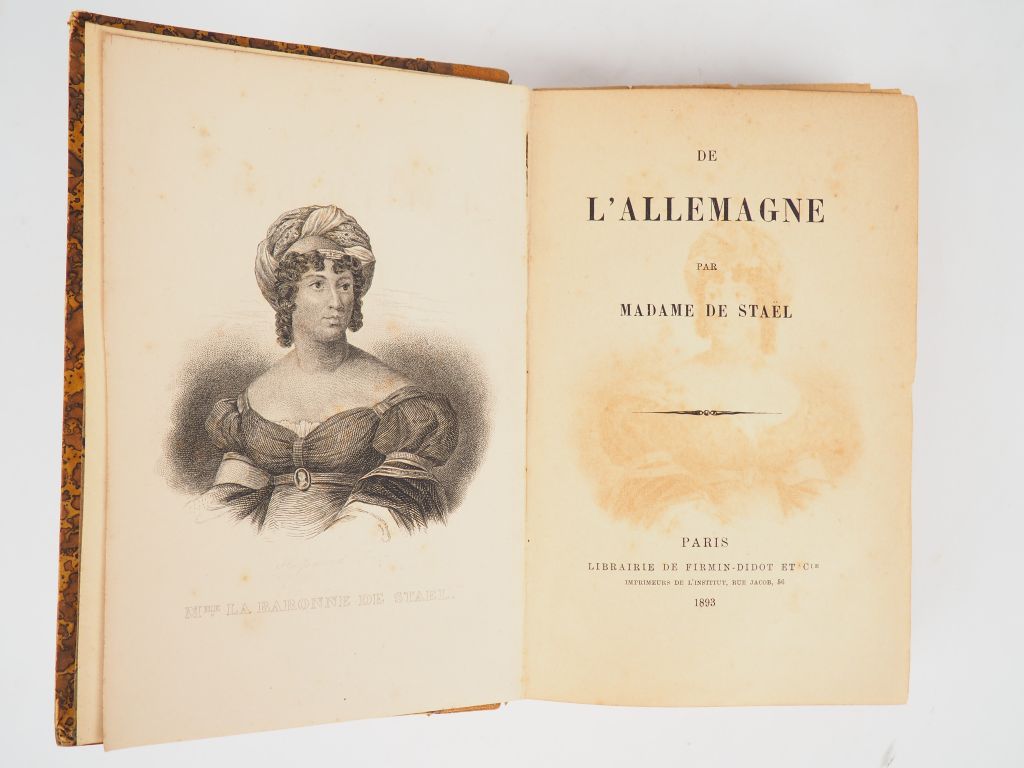 Mme LA BARONNE DE STAEL.
DE
L'ALLEMAGNE
PAR
MADAME DE STAËL
PARIS
LIBRAIRIE DE FIRMIN-DIDOT ET Cie
IMPRIMEURS DE L'INSTITUT, RUE JACOB, 56
1893